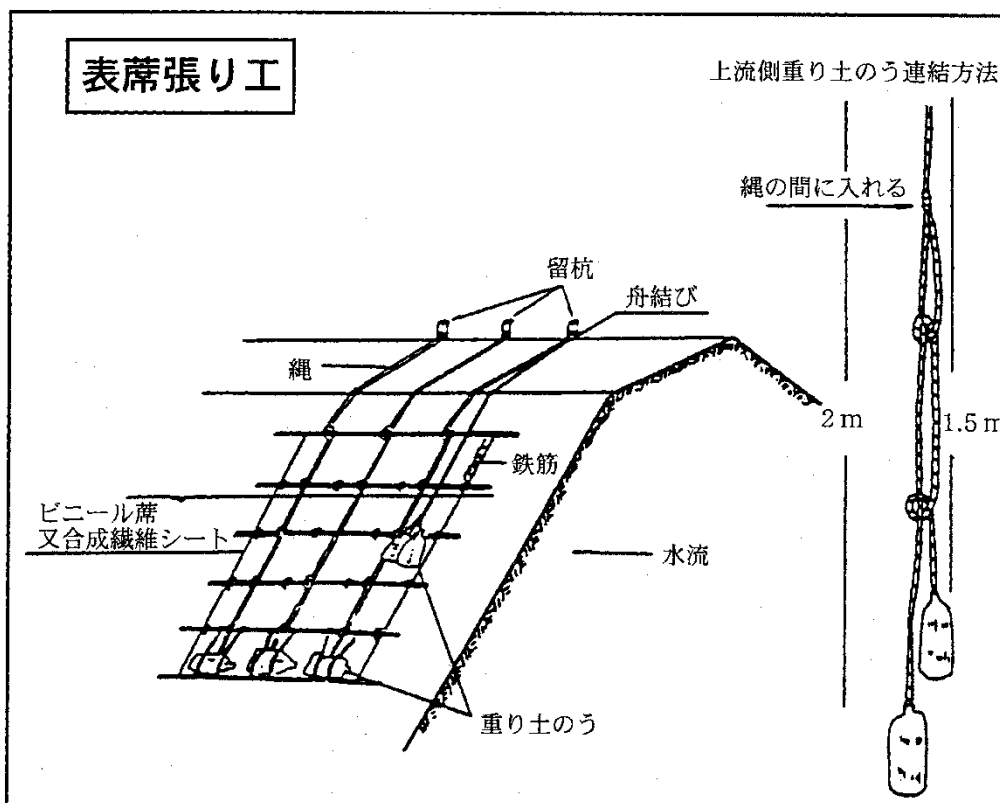 表蓆張り工
上流側重り土のう連結方法
縄の間に入れる
留杭
舟結び
縄
2m
1.5m
鉄筋
ビニール蓆
又合成繊維シート
水流
重り土のう